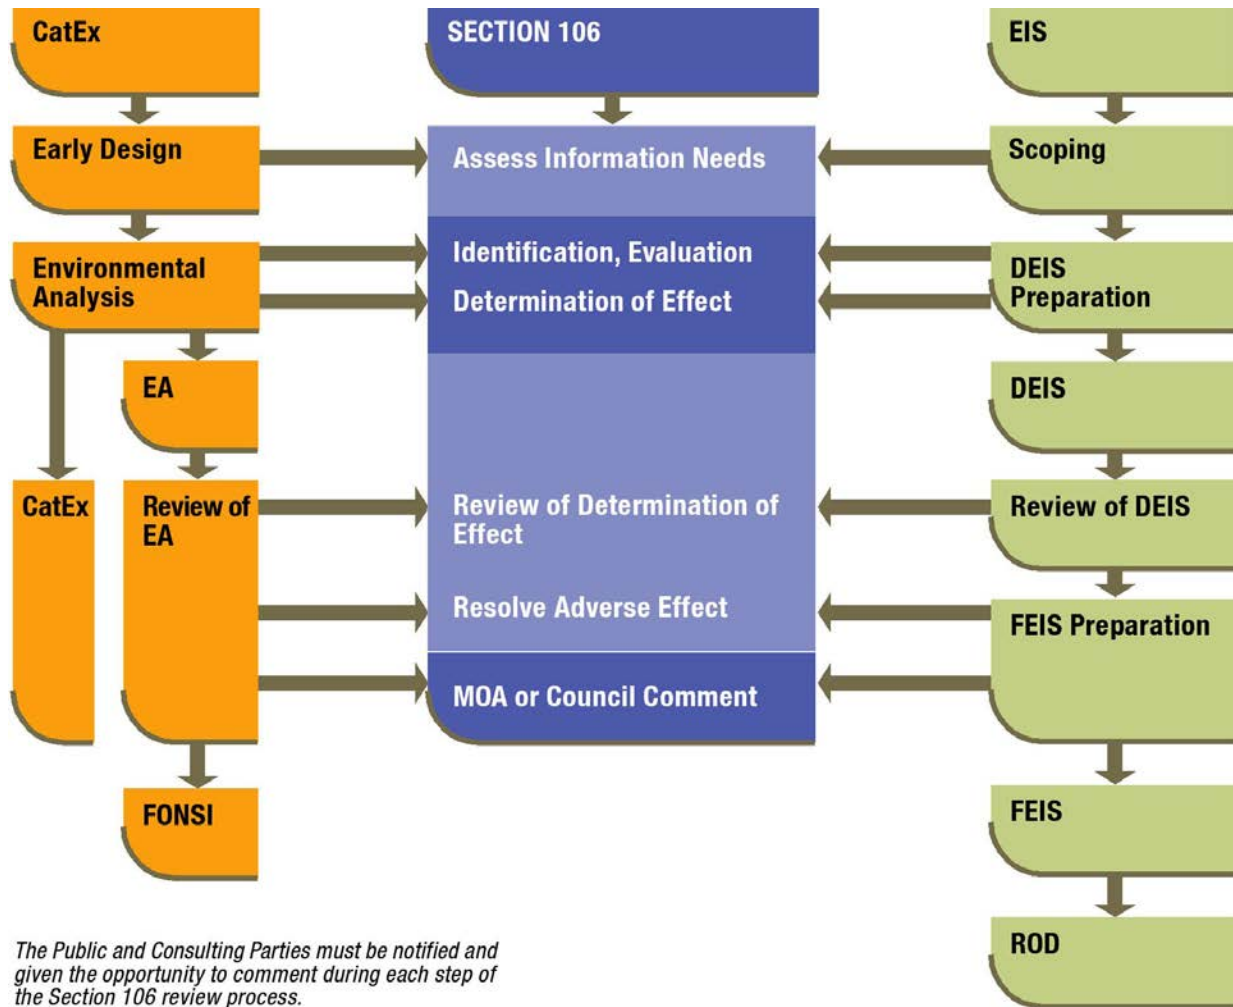 CatEx
SECTION 106
EIS
Early Design
Assess Information Needs
Scoping
Environmental
Analysis
Identification, Evaluation
Determination of Effect
DEIS
Preparation
EA
DEIS
CatEx
Review of
EA
Review of Determination of
Effect
Review of DEIS
Resolve Adverse Effect
FEIS Preparation
MOA or Council Comment
FONSI
FEIS
ROD
The Public and Consulting Parties must be notified and
given the opportunity to comment during each step of
the Section 106 review process.